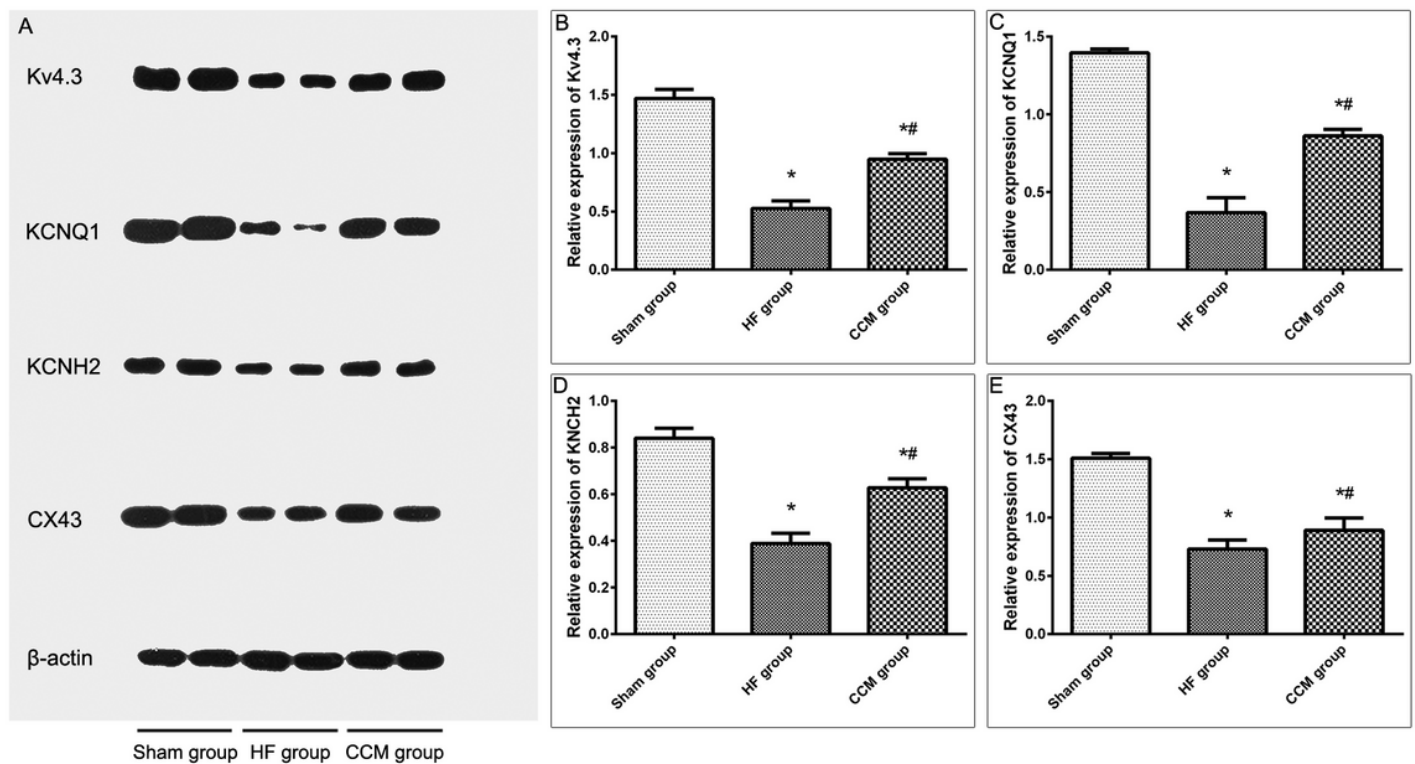 A
Kv4.3
KCNQ1
KCNH2
CX43
β-actin
Sham group HF group CCM group
B
Relative expression of Kv4.3
2.0
1.5
1.0
0.5
0.0
*
*#
Sham group
HF group
CCM group
C
Relative expression of KCNQ1
1.5
1.0
0.5
0.0
*
*#
Sham group
HF group
CCM group
D
Relative expression of KNCH2
1.0
0.8
0.6
0.4
0.2
0.0
*
*#
Sham group
HF group
CCM group
E
Relative expression of CX43
2.0
1.5
1.0
0.5
0.0
*
*#
Sham group
HF group
CCM group